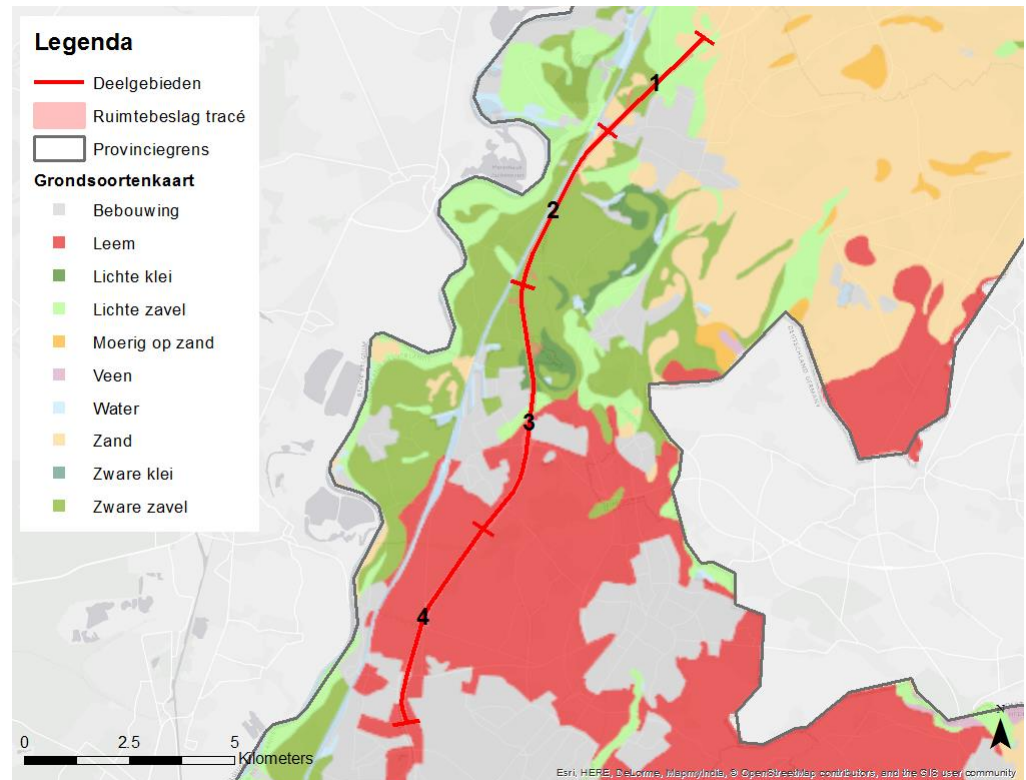 Legenda
Deelgebieden
Ruimtebeslag tracé
Provinciegrens
Grondsoortenkaart
Bebouwing
Leem
Lichte klei
Lichte zavel
Moerig op zand
Veen
Water
Zand
Zware klei
Zware zavel
1
2
3
4
N
0 2.5 5
Kilometers
Esri, HERE, DeLorme, MapmyIndia, © OpenStreetMap contributors, and the GIS user community